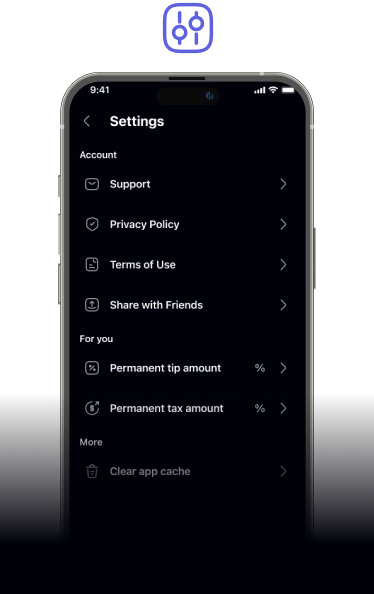 9:41
Settings
Account
Support
Privacy Policy
Terms of Use
Share with Friends
For you
Permanent tip amount %
Permanent tax amount %
More
Clear app cache